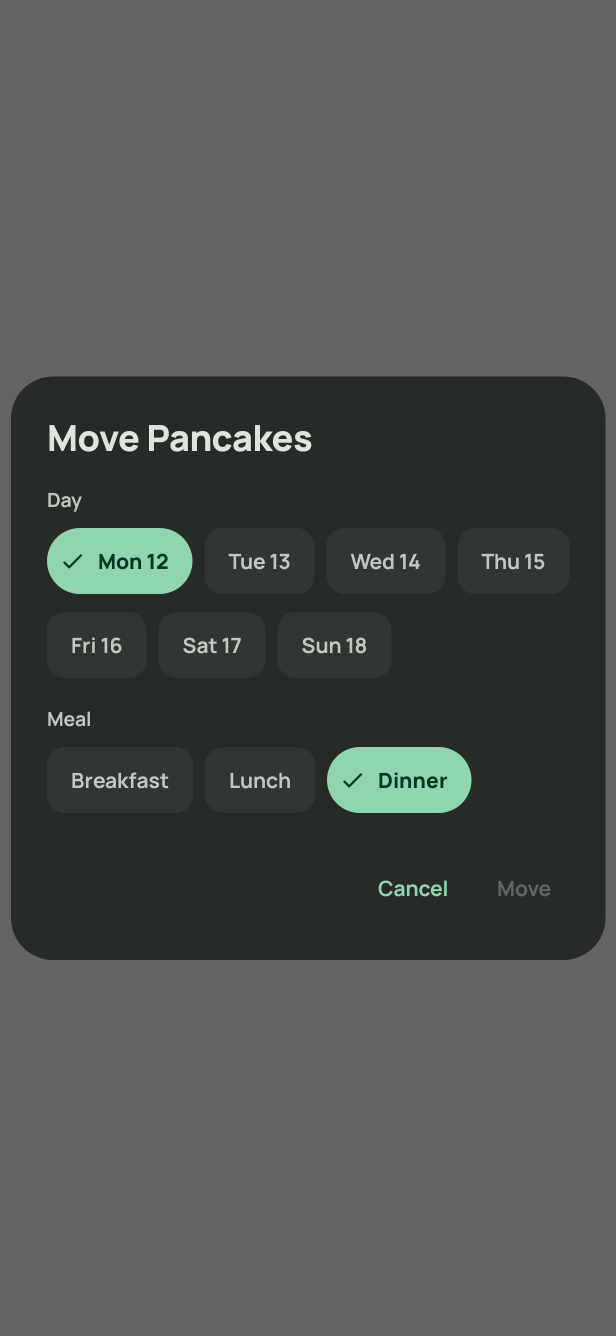 Move Pancakes
Day
Mon 12 Tue 13 Wed 14 Thu 15
Fri 16 Sat 17 Sun 18
Meal
Breakfast Lunch Dinner
Cancel Move